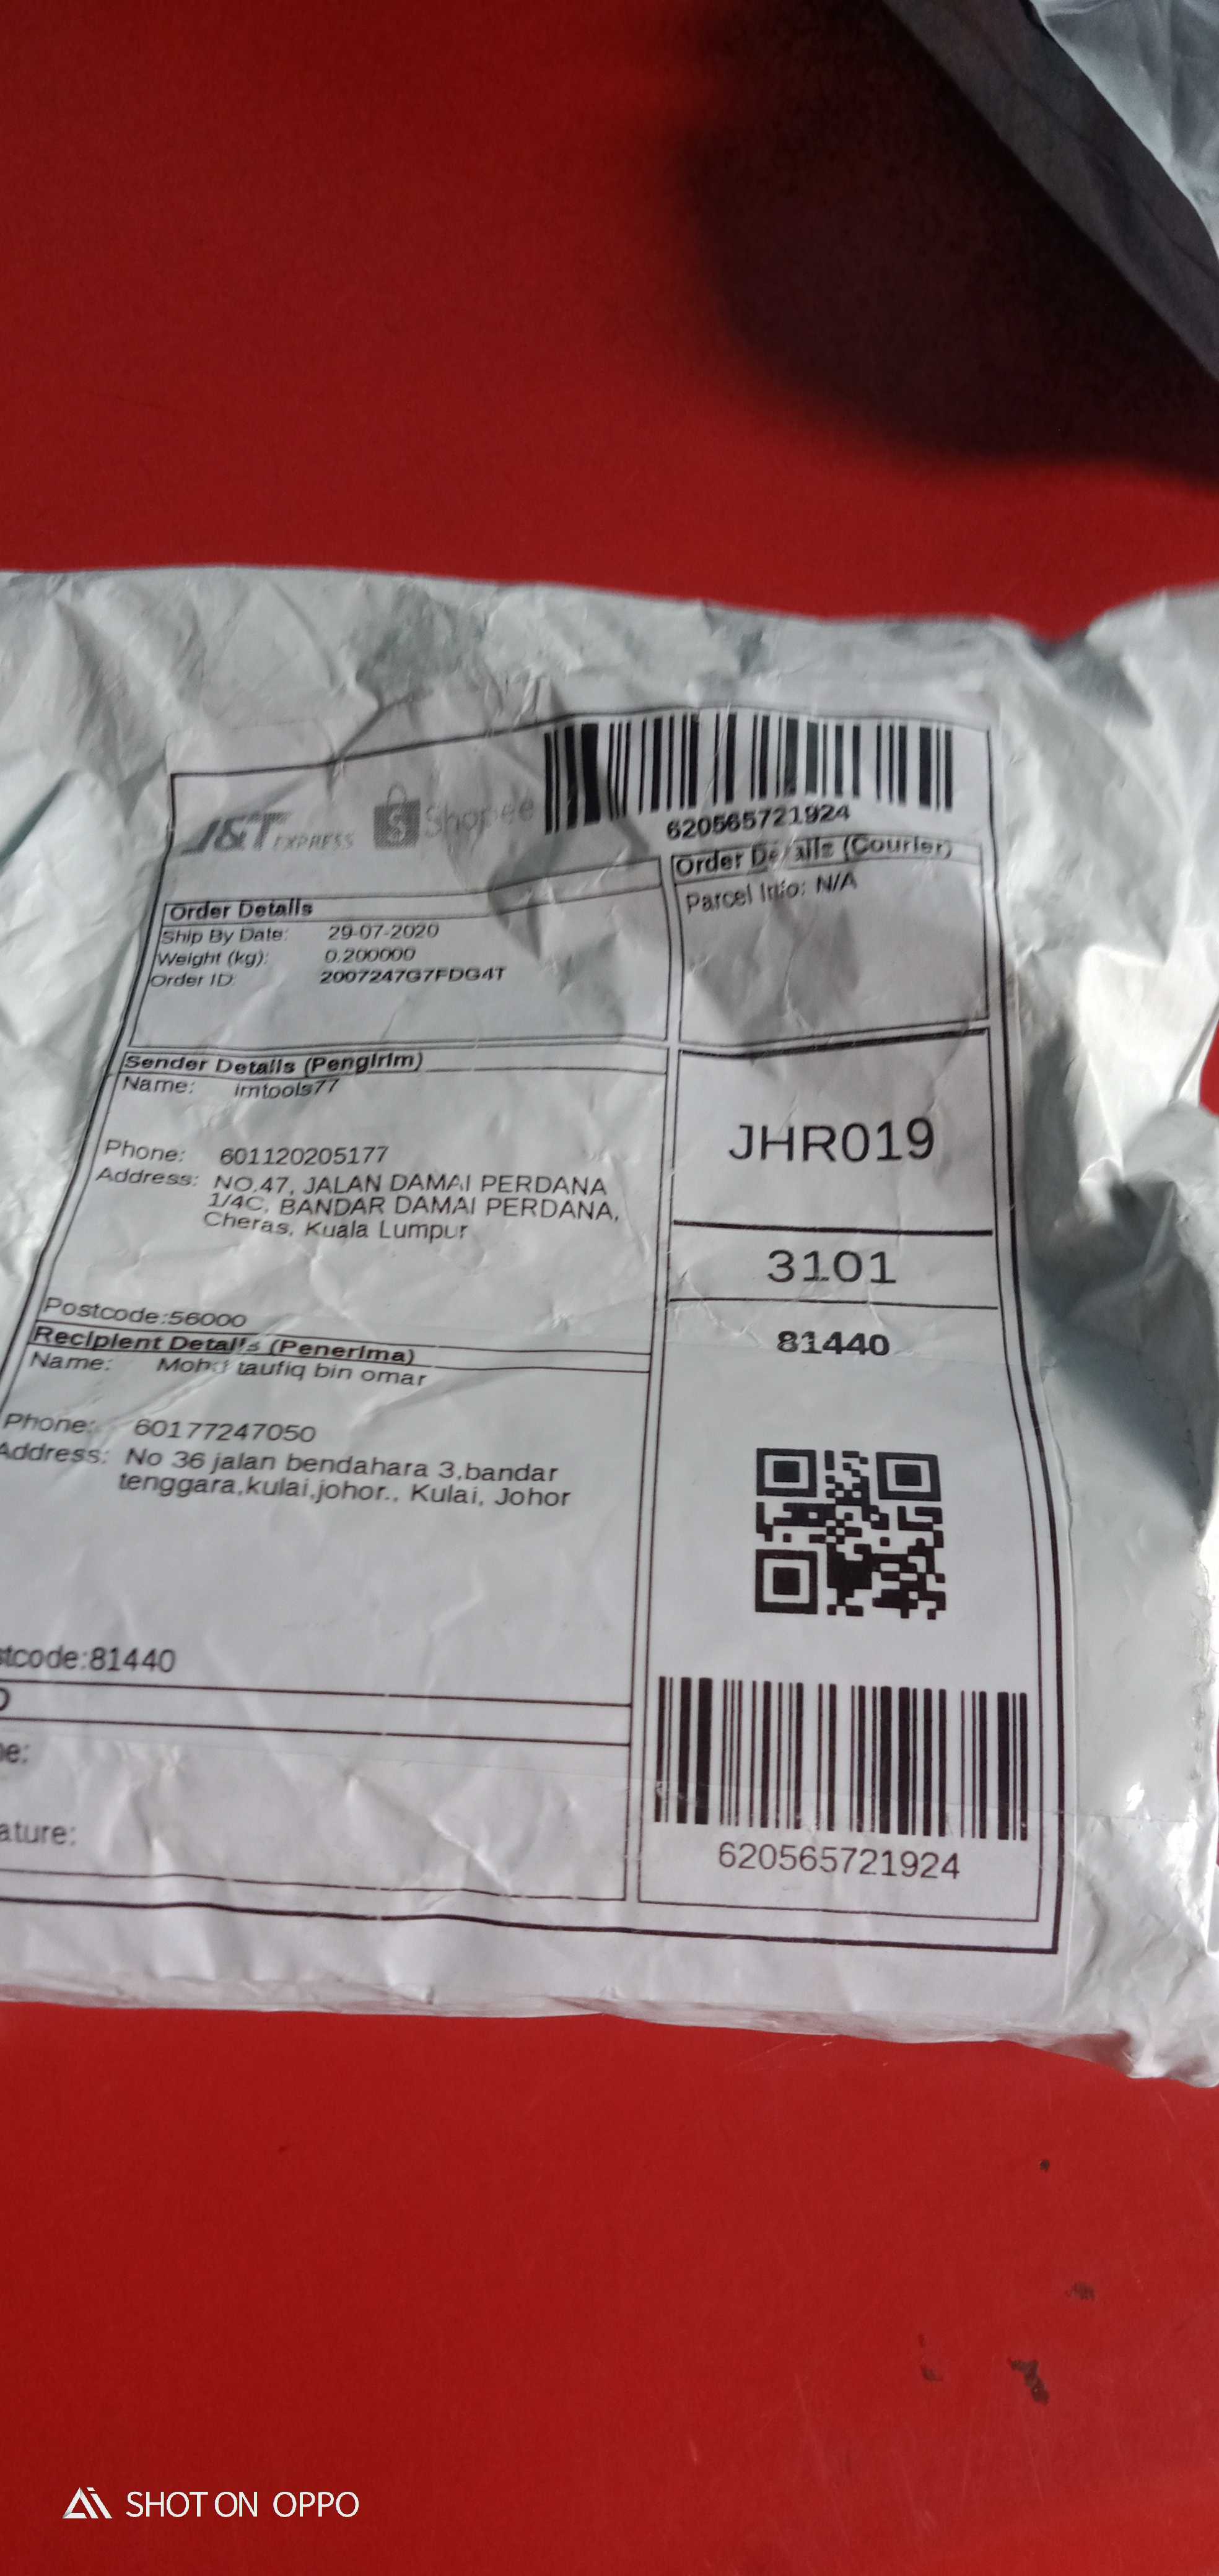 J&T EXPRESS Shopee
620565721924
Order Details
Ship By Date: 29-07-2020
Weight (kg): 0.200000
Order ID: 2007247G7FDG4T
Order Details (Courier)
Parcel Info: N/A
Sender Details (Pengirim)
Name: irntools77
Phone: 601120205177
Address: NO,47, JALAN DAMAI PERDANA
1/4C, BANDAR DAMAI PERDANA,
Cheras, Kuala Lumpur
Postcode:56000
Recipient Details (Penerima)
Name: Mohd taufiq bin omar
Phone: 60177247050
Address: No 36 jalan bendahara 3,bandar
tenggara,kulai,johor., Kulai, Johor
stcode:81440
ature:
JHR019
3101
81440
620565721924
SHOT ON OPPO